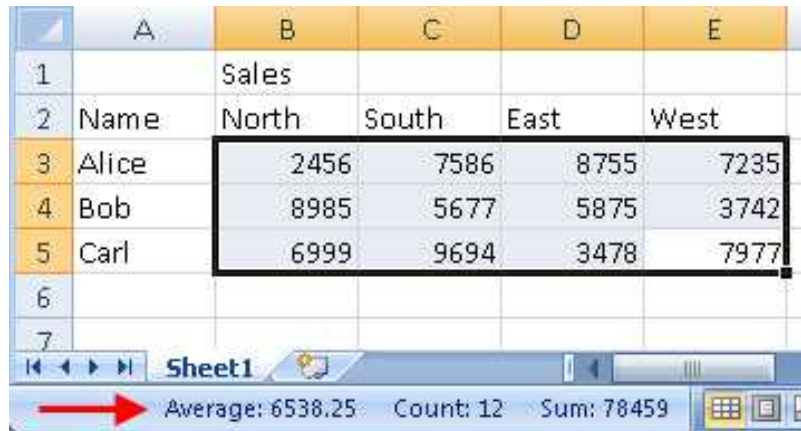 A B C D E
1 Sales
2 Name North South East West
3 Alice 2456 7586 8755 7235
4 Bob 8985 5677 5875 3742
5 Carl 6999 9694 3478 7977
6
7
Sheet1
Average: 6538.25 Count: 12 Sum: 78459